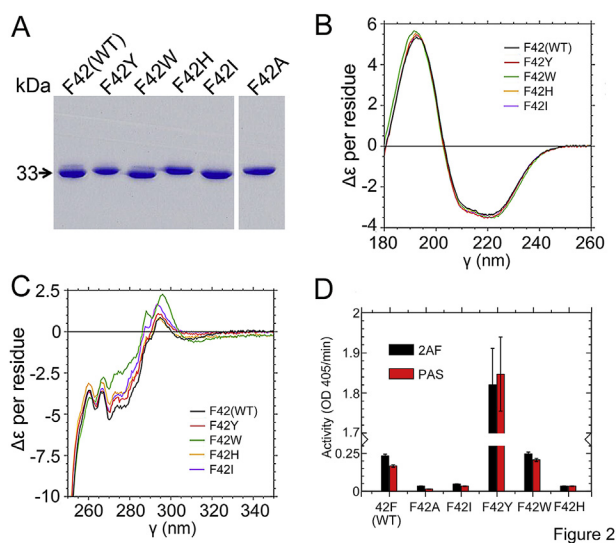 A
F42(WT)
F42Y
F42W
F42H
F42I
F42A
kDa
33
B
6
4
2
0
-2
-4
180 200 220 240 260
Δε per residue
γ (nm)
F42(WT)
F42Y
F42W
F42H
F42I
C
2.5
0
-2.5
-5.0
-7.5
-10
260 280 300 320 340
Δε per residue
γ (nm)
F42(WT)
F42Y
F42W
F42H
F42I
D
2.0
1.9
1.8
1.7
0.25
0
Activity (OD 405/min)
2AF
PAS
42F (WT)
F42A
F42I
F42Y
F42W
F42H
Figure 2